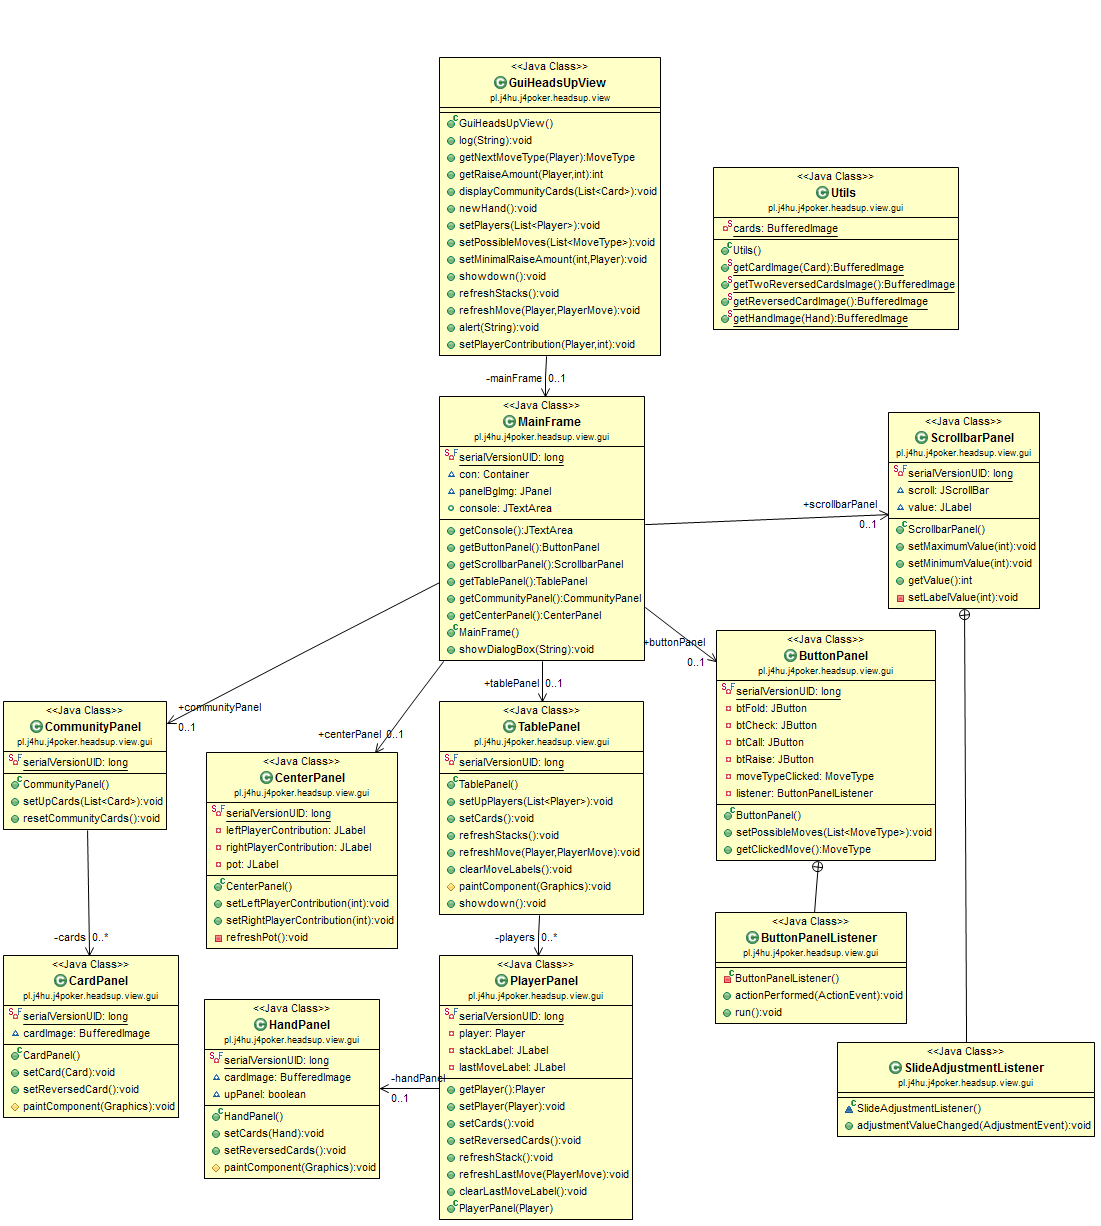 <<Java Class>>
GuiHeadsUpView
pl.j4hu.j4poker.headsup.view
GuiHeadsUpView()
log(String):void
getNextMoveType(Player):MoveType
getRaiseAmount(Player,int):int
displayCommunityCards(List<Card>):void
newHand():void
setPlayers(List<Player>):void
setPossibleMoves(List<MoveType>):void
setMinimalRaiseAmount(int,Player):void
showdown():void
refreshStacks():void
refreshMove(Player,PlayerMove):void
alert(String):void
setPlayerContribution(Player,int):void
<<Java Class>>
Utils
pl.j4hu.j4poker.headsup.view.gui
cards: BufferedImage
Utils()
getCardImage(Card):BufferedImage
getTwoReversedCardsImage():BufferedImage
getReversedCardImage():BufferedImage
getHandImage(Hand):BufferedImage
-mainFrame 0..1
<<Java Class>>
MainFrame
pl.j4hu.j4poker.headsup.view.gui
serialVersionUID: long
con: Container
panelBgImg: JPanel
console: JTextArea
getConsole():JTextArea
getButtonPanel():ButtonPanel
getScrollbarPanel():ScrollbarPanel
getTablePanel():TablePanel
getCommunityPanel():CommunityPanel
getCenterPanel():CenterPanel
MainFrame()
showDialogBox(String):void
+scrollbarPanel
0..1
<<Java Class>>
ScrollbarPanel
pl.j4hu.j4poker.headsup.view.gui
serialVersionUID: long
scroll: JScrollBar
value: JLabel
ScrollbarPanel()
setMaximumValue(int):void
setMinimumValue(int):void
getValue():int
setLabelValue(int):void
+buttonPanel
0..1
<<Java Class>>
ButtonPanel
pl.j4hu.j4poker.headsup.view.gui
serialVersionUID: long
btFold: JButton
btCheck: JButton
btCall: JButton
btRaise: JButton
moveTypeClicked: MoveType
listener: ButtonPanelListener
ButtonPanel()
setPossibleMoves(List<MoveType>):void
getClickedMove():MoveType
+communityPanel
0..1
<<Java Class>>
CommunityPanel
pl.j4hu.j4poker.headsup.view.gui
serialVersionUID: long
CommunityPanel()
setUpCards(List<Card>):void
resetCommunityCards():void
+centerPanel 0..1
<<Java Class>>
CenterPanel
pl.j4hu.j4poker.headsup.view.gui
serialVersionUID: long
leftPlayerContribution: JLabel
rightPlayerContribution: JLabel
pot: JLabel
CenterPanel()
setLeftPlayerContribution(int):void
setRightPlayerContribution(int):void
refreshPot():void
+tablePanel 0..1
<<Java Class>>
TablePanel
pl.j4hu.j4poker.headsup.view.gui
serialVersionUID: long
TablePanel()
setUpPlayers(List<Player>):void
setCards():void
refreshStacks():void
refreshMove(Player,PlayerMove):void
clearMoveLabels():void
paintComponent(Graphics):void
showdown():void
<<Java Class>>
ButtonPanelListener
pl.j4hu.j4poker.headsup.view.gui
ButtonPanelListener()
actionPerformed(ActionEvent):void
run():void
-cards 0..*
<<Java Class>>
CardPanel
pl.j4hu.j4poker.headsup.view.gui
serialVersionUID: long
cardImage: BufferedImage
CardPanel()
setCard(Card):void
setReversedCard():void
paintComponent(Graphics):void
<<Java Class>>
HandPanel
pl.j4hu.j4poker.headsup.view.gui
serialVersionUID: long
cardImage: BufferedImage
upPanel: boolean
HandPanel()
setCards(Hand):void
setReversedCards():void
paintComponent(Graphics):void
-handPanel
0..1
-players 0..*
<<Java Class>>
PlayerPanel
pl.j4hu.j4poker.headsup.view.gui
serialVersionUID: long
player: Player
stackLabel: JLabel
lastMoveLabel: JLabel
getPlayer():Player
setPlayer(Player):void
setCards():void
setReversedCards():void
refreshStack():void
refreshLastMove(PlayerMove):void
clearLastMoveLabel():void
PlayerPanel(Player)
<<Java Class>>
SlideAdjustmentListener
pl.j4hu.j4poker.headsup.view.gui
SlideAdjustmentListener()
adjustmentValueChanged(AdjustmentEvent):void